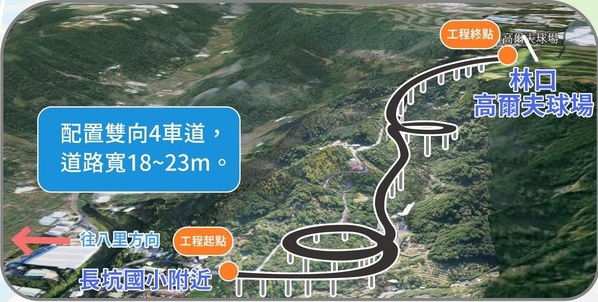 工程終點
高爾夫球場
林口
高爾夫球場
配置雙向4車道，
道路寬18~23m。
往八里方向
工程起點
長坑國小附近